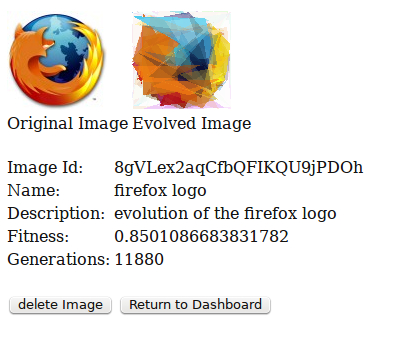 Original Image Evolved Image
Image Id: 8gVLex2aqCfbQFIKQU9jPDOh
Name: firefox logo
Description: evolution of the firefox logo
Fitness: 0.8501086683831782
Generations: 11880
delete Image Return to Dashboard